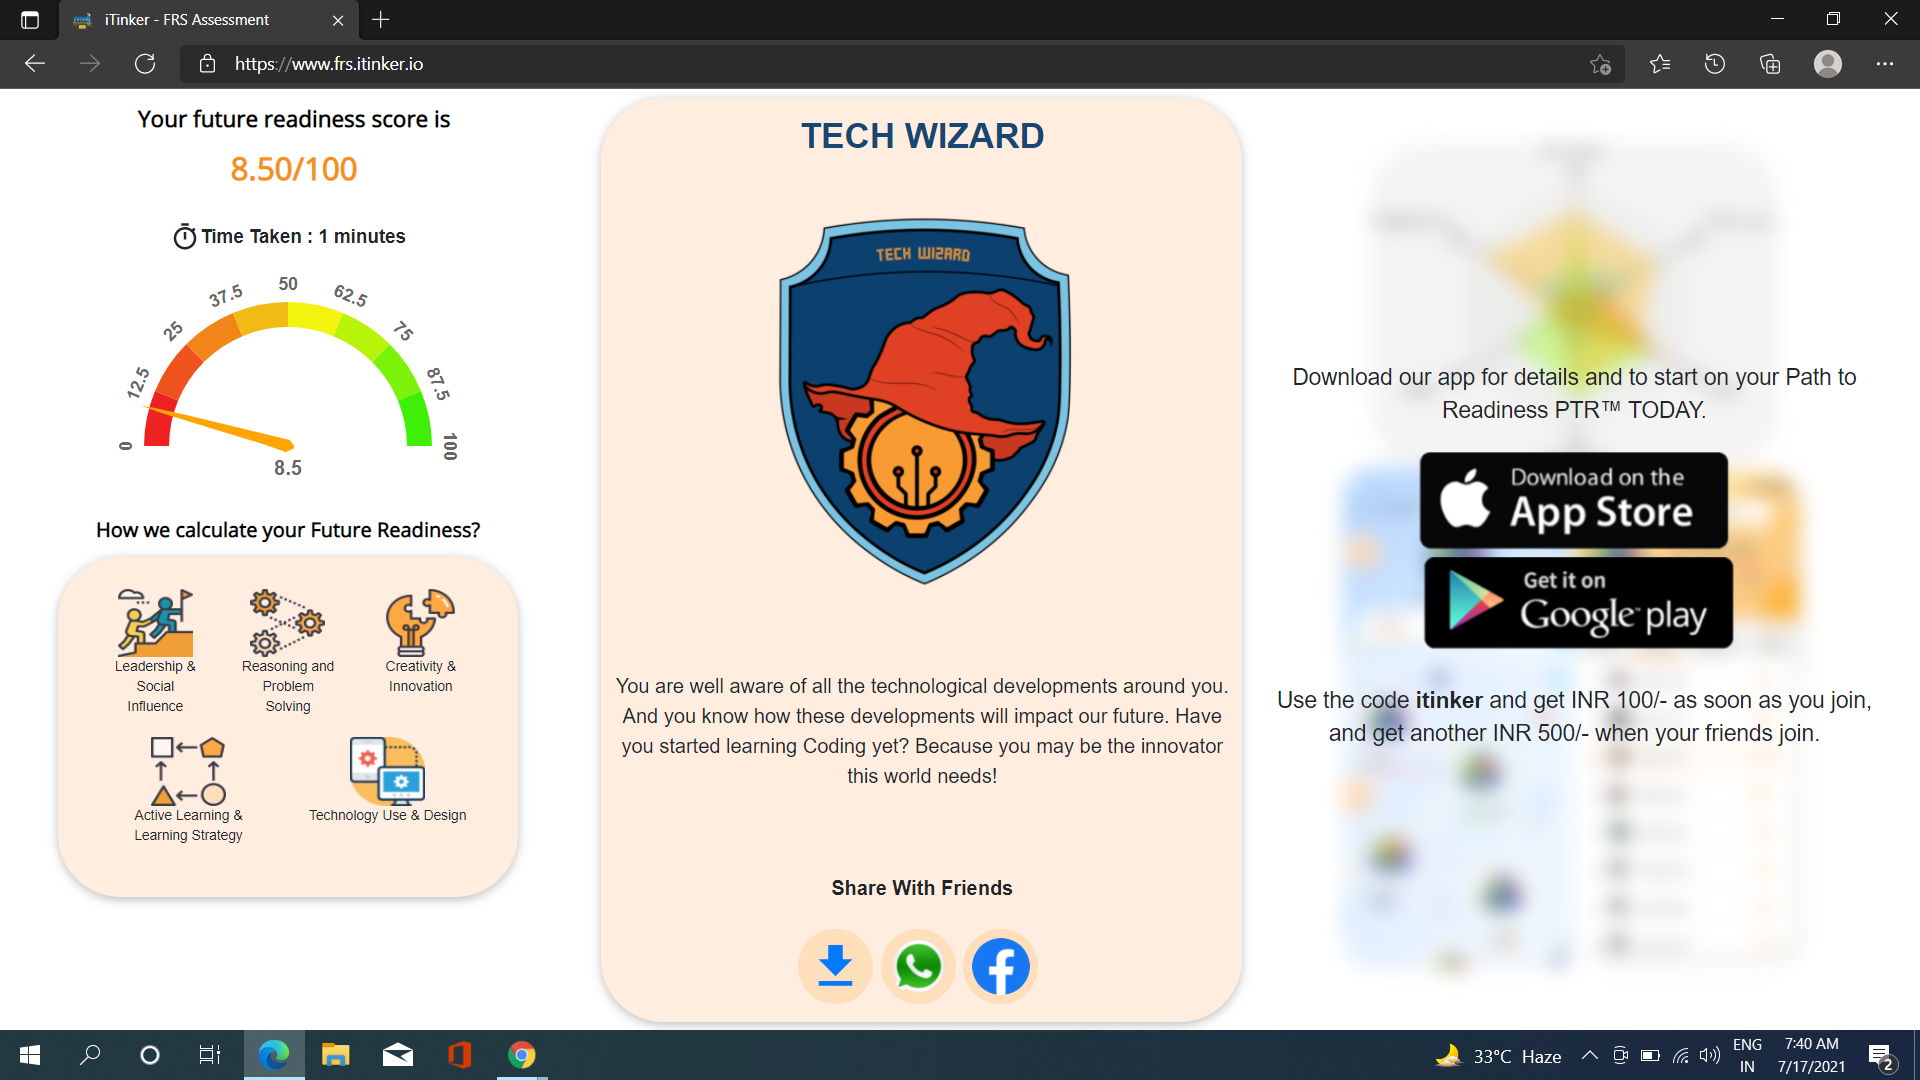 iTinker - FRS Assessment
https://www.frs.itinker.io
Your future readiness score is
8.50/100
Time Taken : 1 minutes
0
12.5
25
37.5
50
62.5
75
87.5
100
8.5
How we calculate your Future Readiness?
Leadership &
Social
Influence
Reasoning and
Problem
Solving
Creativity &
Innovation
Active Learning &
Learning Strategy
Technology Use & Design
TECH WIZARD
TECH WIZARD
You are well aware of all the technological developments around you.
And you know how these developments will impact our future. Have
you started learning Coding yet? Because you may be the innovator
this world needs!
Share With Friends
Download our app for details and to start on your Path to
Readiness PTR™ TODAY.
Download on the
App Store
Get it on
Google play
Use the code itinker and get INR 100/- as soon as you join,
and get another INR 500/- when your friends join.
33°C Haze
ENG
IN
7:40 AM
7/17/2021
2